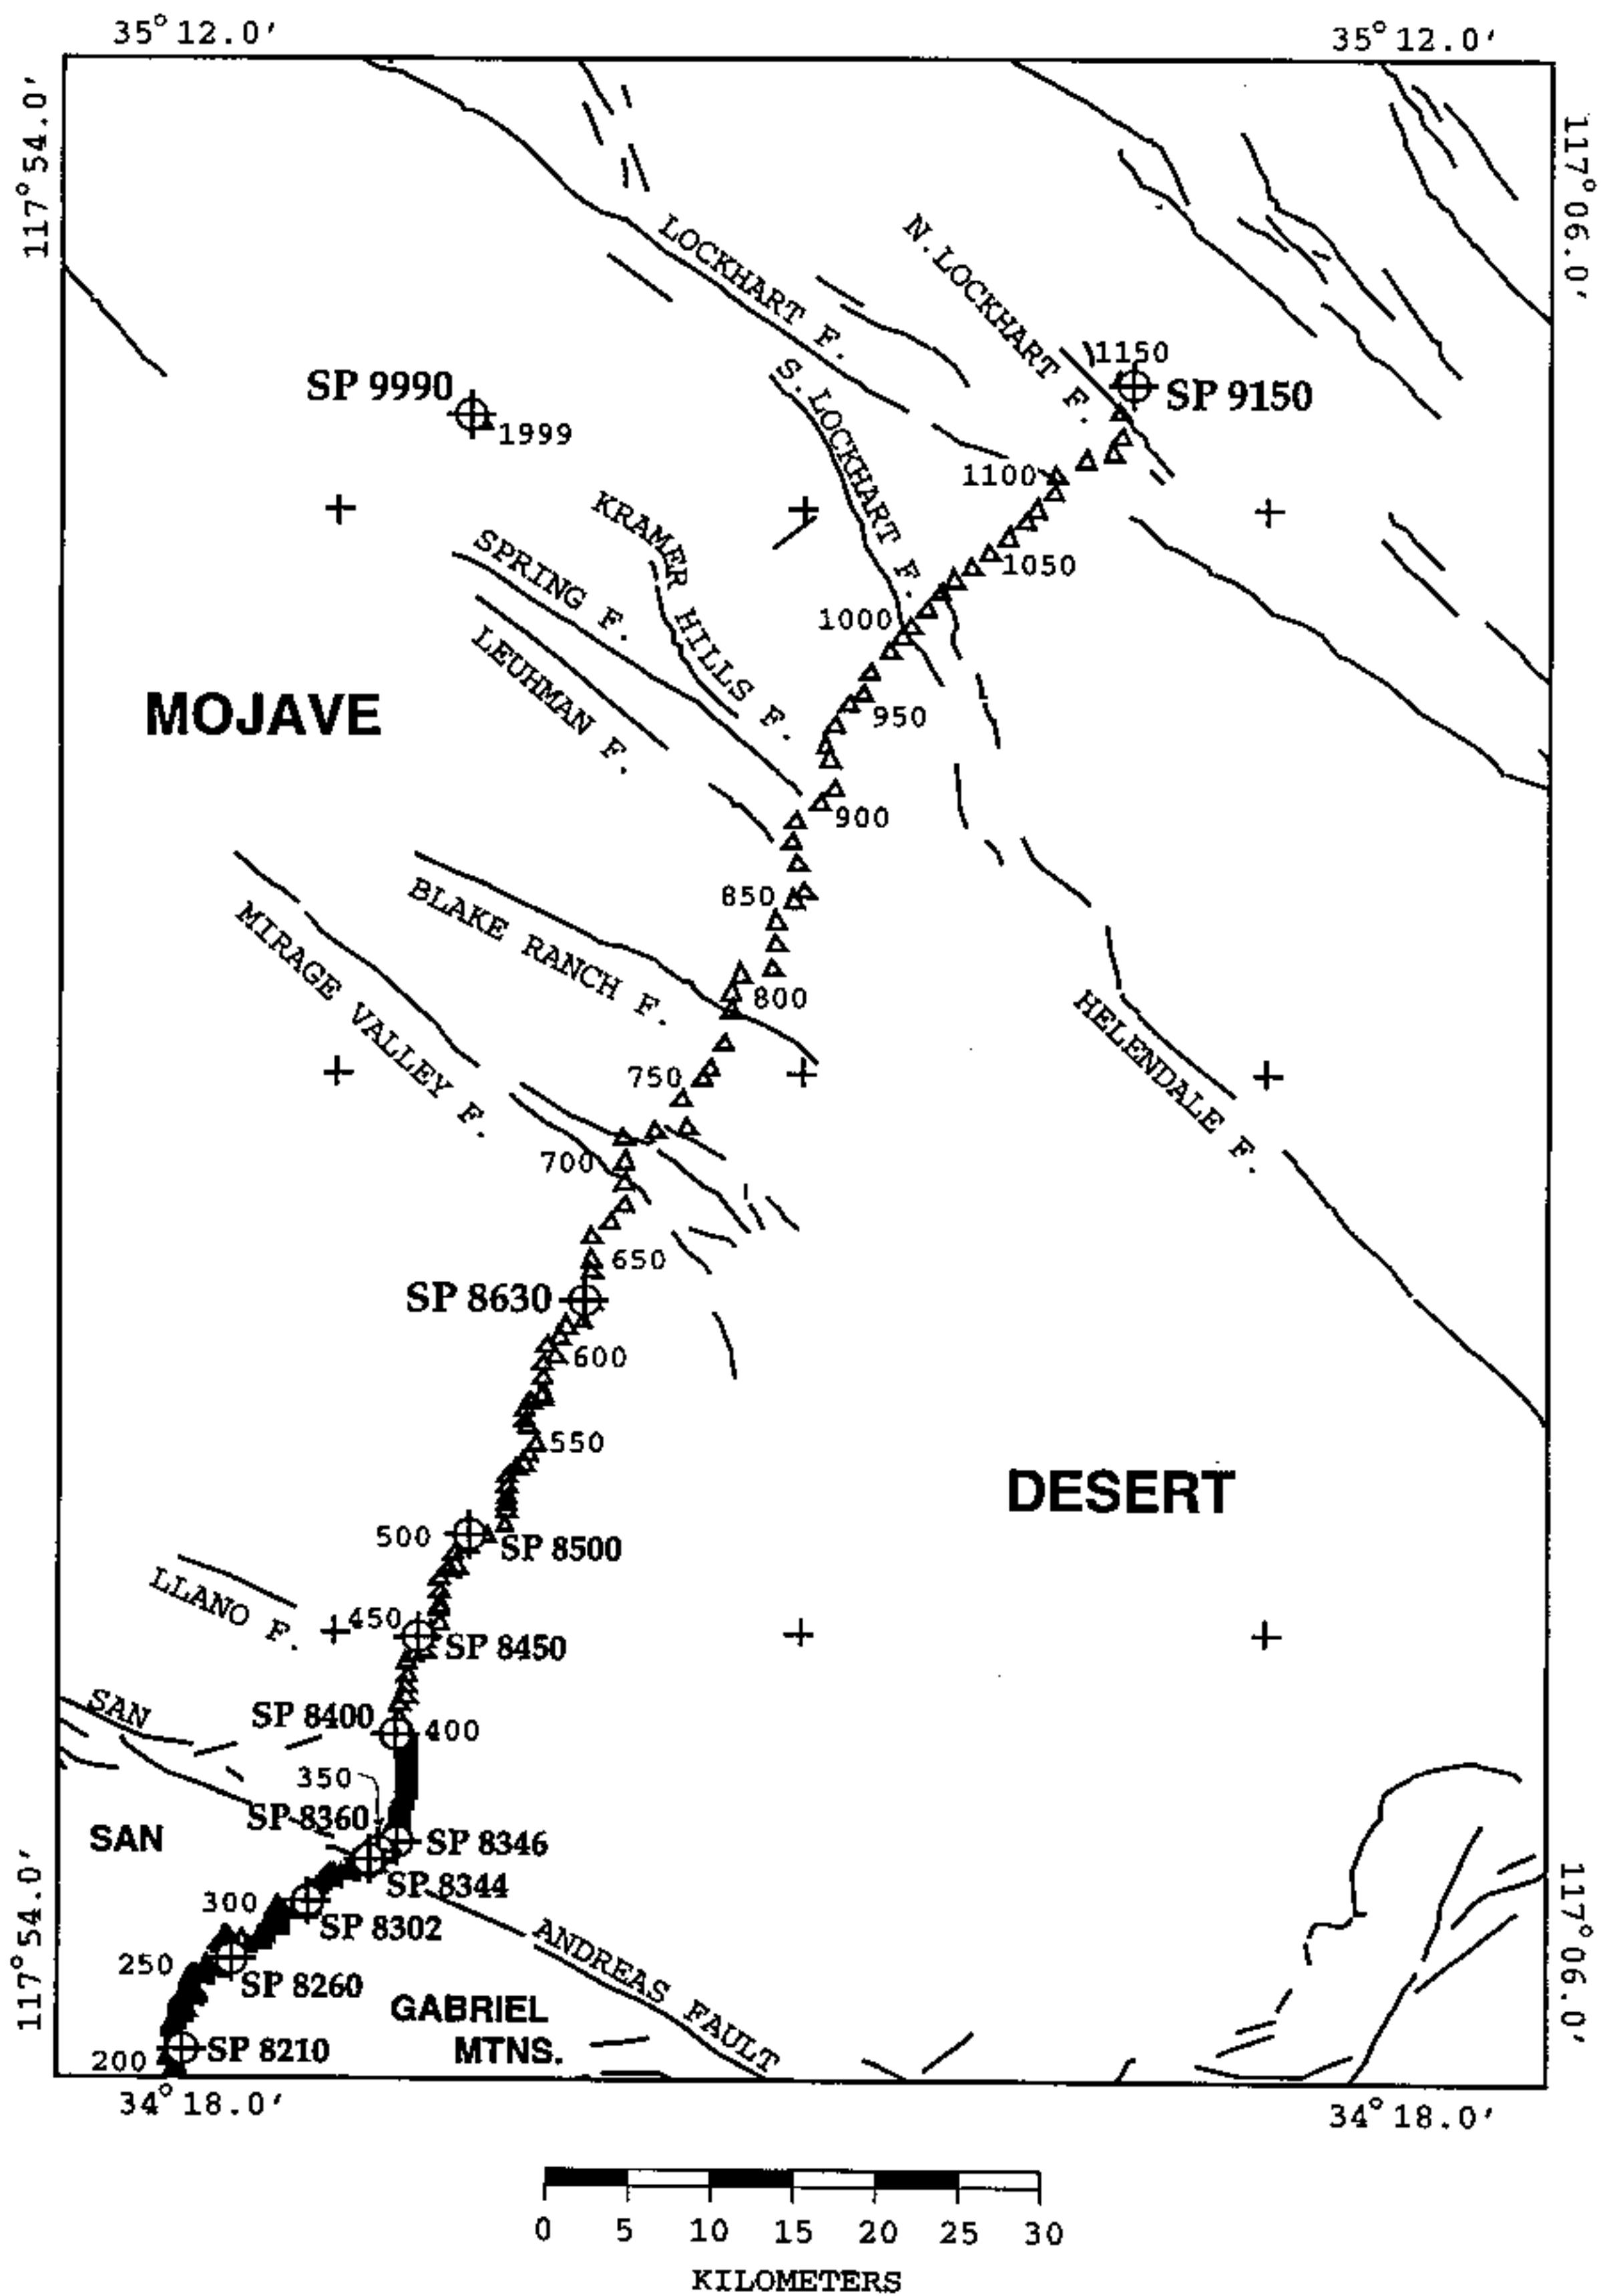 35°12.0'
35°12.0'
117°54.0'
117°06.0'
LOCKHART F.
N.LOCKHART F.
1150
SP 9150
SP 9990
1999
S.LOCKHART F.
1100
KRAMER HILLS F.
SPRING F.
1050
LEUHMAN F.
1000
MOJAVE
950
900
BLAKE RANCH F.
850
MIRAGE VALLEY F.
800
HELENDALE F.
750
700
650
SP 8630
600
550
DESERT
500
SP 8500
LLANO F.
450
SP 8450
SAN
SP 8400
400
350
SP 8360
SAN
SP 8346
SP 8344
300
SP 8302
ANDREAS FAULT
250
SP 8260
GABRIEL
MTNS.
SP 8210
200
117°54.0'
117°06.0'
34°18.0'
34°18.0'
0 5 10 15 20 25 30
KILOMETERS